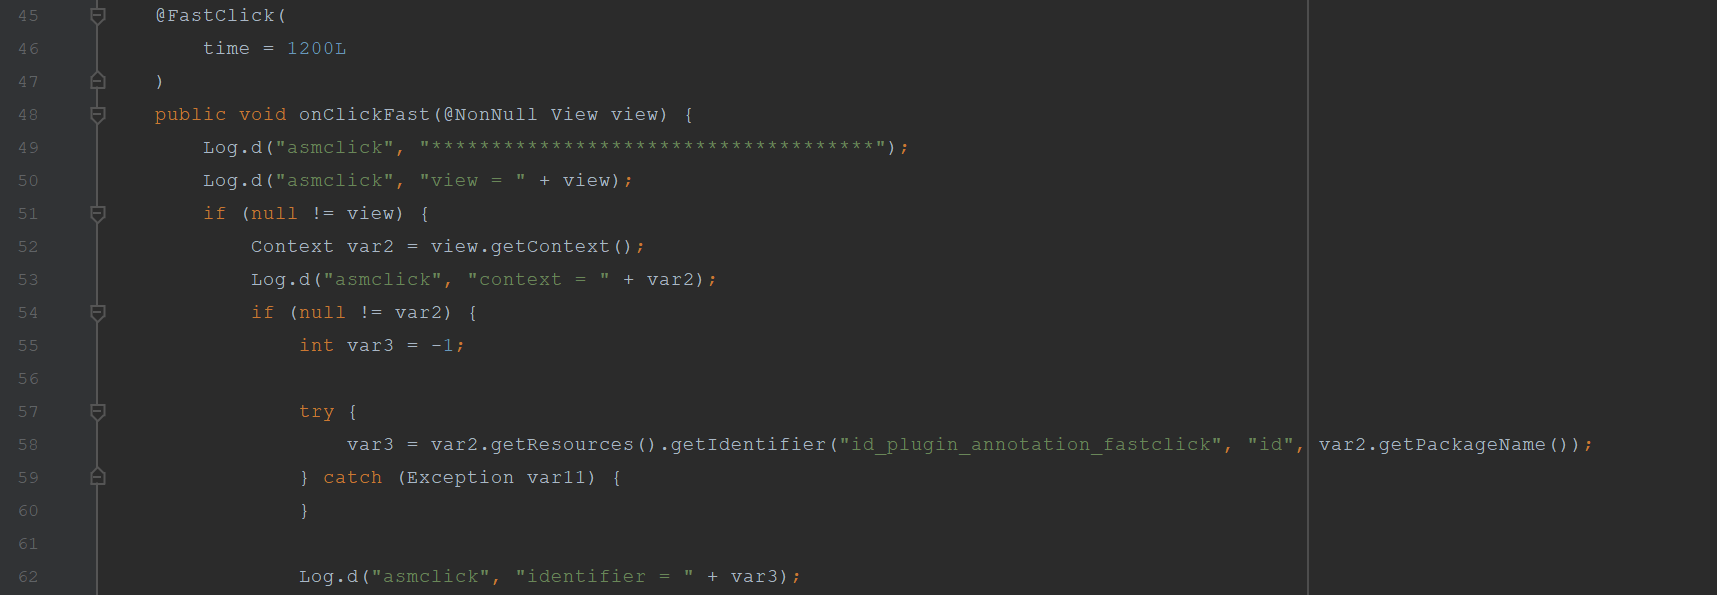 45 @FastClick(
46 time = 1200L
47 )
48 public void onClickFast(@NonNull View view) {
49 Log.d("asmclick", "*************************************");
50 Log.d("asmclick", "view = " + view);
51 if (null != view) {
52 Context var2 = view.getContext();
53 Log.d("asmclick", "context = " + var2);
54 if (null != var2) {
55 int var3 = -1;
56
57 try {
58 var3 = var2.getResources().getIdentifier("id_plugin_annotation_fastclick", "id", var2.getPackageName());
59 } catch (Exception var11) {
60 }
61
62 Log.d("asmclick", "identifier = " + var3);